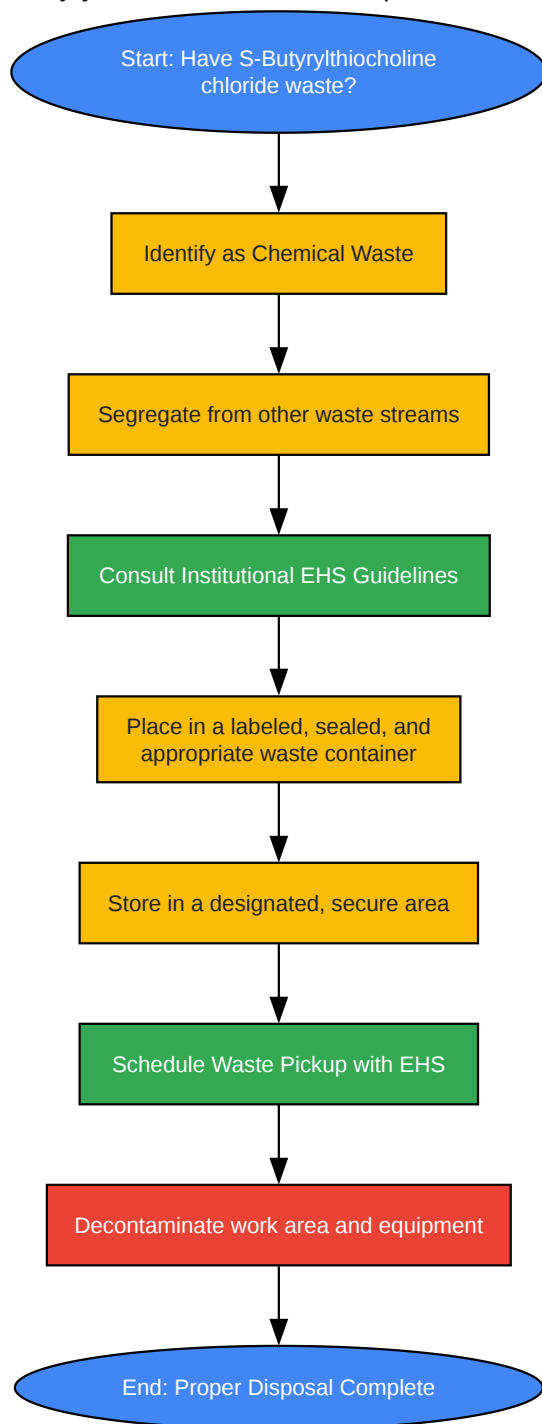 Start: Have S-Butyrylthiocholine
chloride waste?
Identify as Chemical Waste
Segregate from other waste streams
Consult Institutional EHS Guidelines
Place in a labeled, sealed, and
appropriate waste container
Store in a designated, secure area
Schedule Waste Pickup with EHS
Decontaminate work area and equipment
End: Proper Disposal Complete